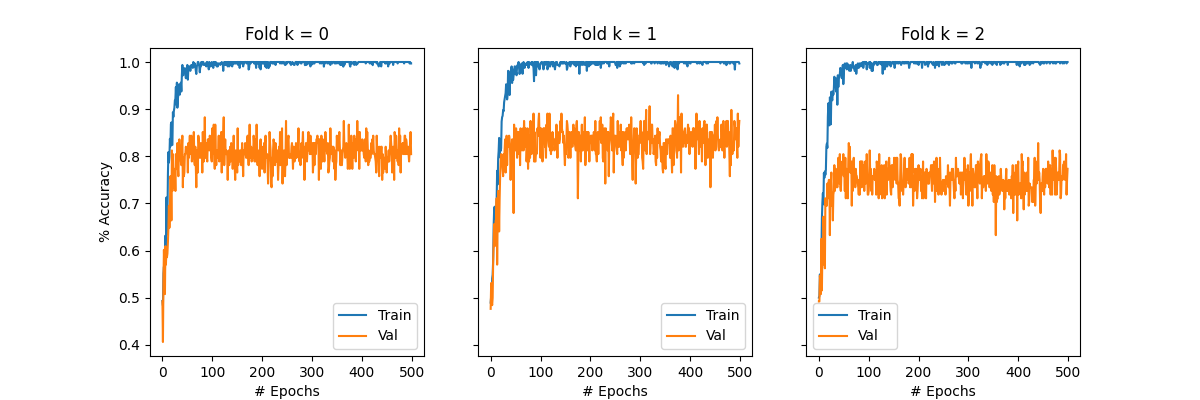 Fold k = 0
Fold k = 1
Fold k = 2
% Accuracy
1.0
0.9
0.8
0.7
0.6
0.5
0.4
Train
Val
Train
Val
Train
Val
0 100 200 300 400 500
0 100 200 300 400 500
0 100 200 300 400 500
# Epochs
# Epochs
# Epochs